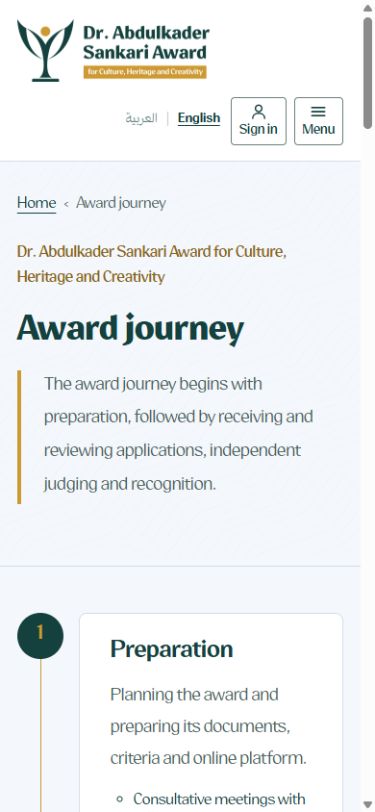 Dr. Abdulkader
Sankari Award
for Culture, Heritage and Creativity
العربية | English
Sign in
Menu
Home ‹ Award journey
Dr. Abdulkader Sankari Award for Culture,
Heritage and Creativity
Award journey
The award journey begins with
preparation, followed by receiving and
reviewing applications, independent
judging and recognition.
1
Preparation
Planning the award and
preparing its documents,
criteria and online platform.
Consultative meetings with